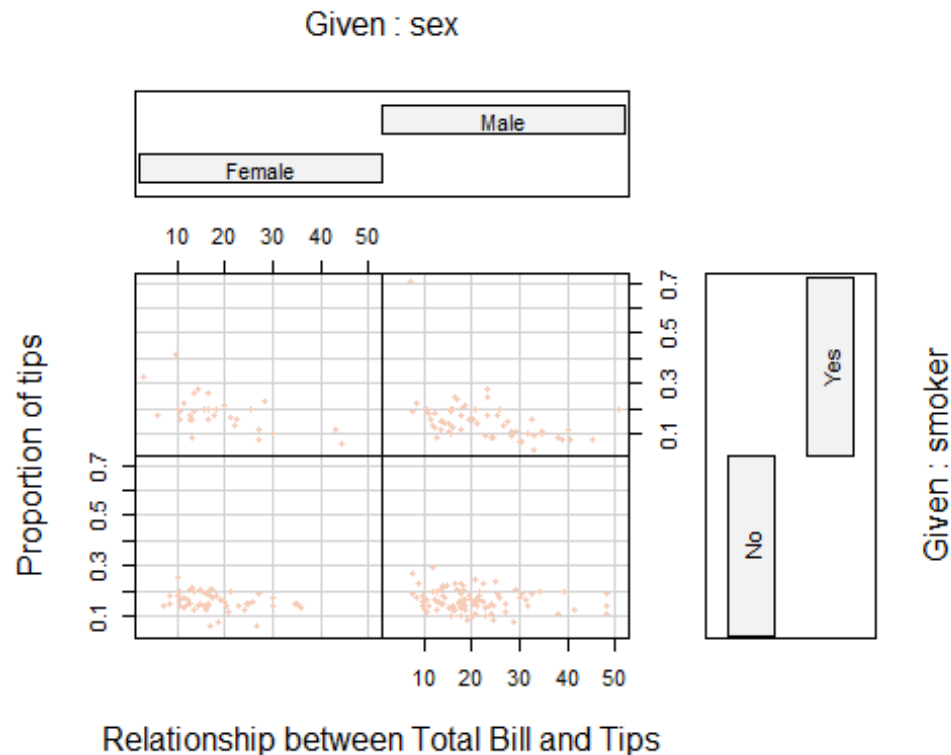 Given : sex
Male
Female
10 20 30 40 50
0.1 0.3 0.5 0.7
Yes
Proportion of tips
0.1 0.3 0.5 0.7
No
Given : smoker
10 20 30 40 50
Relationship between Total Bill and Tips